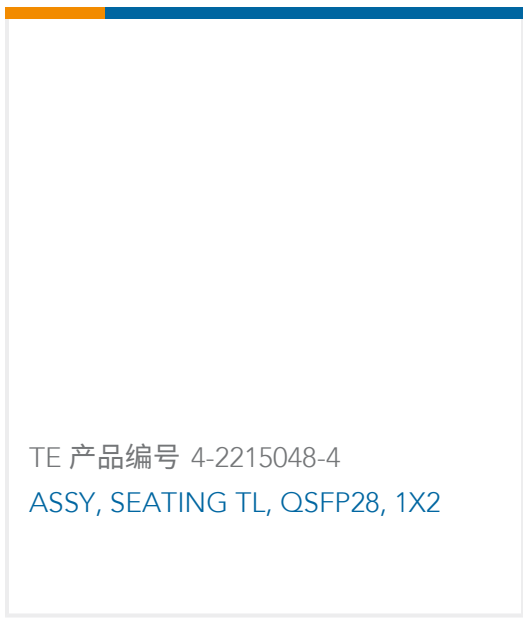 TE 产品编号 4-2215048-4
ASSY, SEATING TL, QSFP28, 1X2